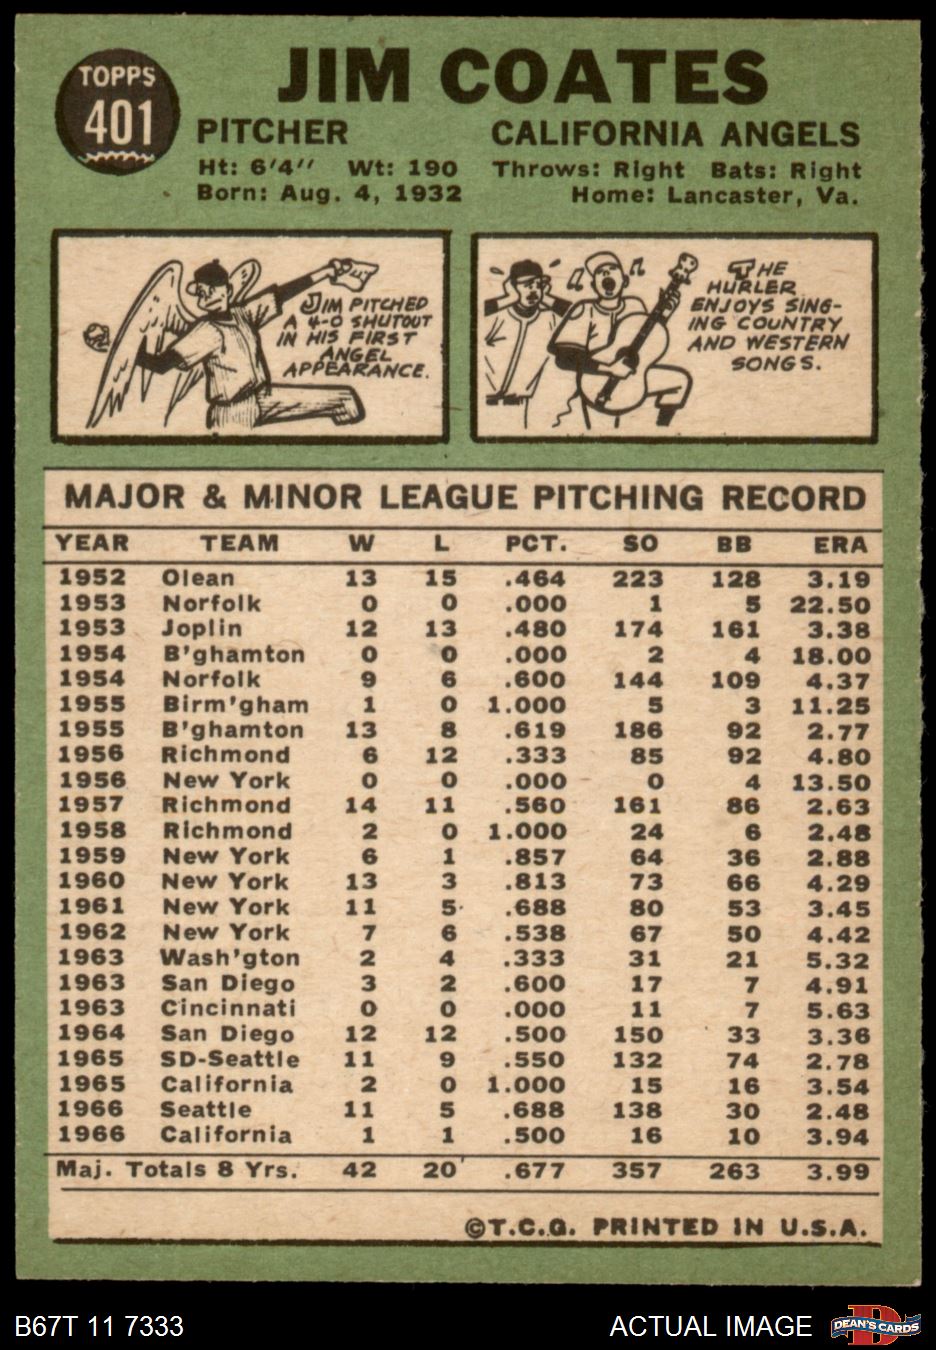 TOPPS
401
JIM COATES
PITCHER CALIFORNIA ANGELS
Ht: 6'4" Wt: 190 Throws: Right Bats: Right
Born: Aug. 4, 1932 Home: Lancaster, Va.
JIM PITCHED
A 4-0 SHUTOUT
IN HIS FIRST
ANGEL
APPEARANCE.
THE
HURLER
ENJOYS SING-
ING COUNTRY
AND WESTERN
SONGS.
MAJOR & MINOR LEAGUE PITCHING RECORD
YEAR TEAM W L PCT. SO BB ERA
1952 Olean 13 15 .464 223 128 3.19
1953 Norfolk 0 0 .000 1 5 22.50
1953 Joplin 12 13 .480 174 161 3.38
1954 B'ghamton 0 0 .000 2 4 18.00
1954 Norfolk 9 6 .600 144 109 4.37
1955 Birm'gham 1 0 1.000 5 3 11.25
1955 B'ghamton 13 8 .619 186 92 2.77
1956 Richmond 6 12 .333 85 92 4.80
1956 New York 0 0 .000 0 4 13.50
1957 Richmond 14 11 .560 161 86 2.63
1958 Richmond 2 0 1.000 24 6 2.48
1959 New York 6 1 .857 64 36 2.88
1960 New York 13 3 .813 73 66 4.29
1961 New York 11 5 .688 80 53 3.45
1962 New York 7 6 .538 67 50 4.42
1963 Wash'gton 2 4 .333 31 21 5.32
1963 San Diego 3 2 .600 17 7 4.91
1963 Cincinnati 0 0 .000 11 7 5.63
1964 San Diego 12 12 .500 150 33 3.36
1965 SD-Seattle 11 9 .550 132 74 2.78
1965 California 2 0 1.000 15 16 3.54
1966 Seattle 11 5 .688 138 30 2.48
1966 California 1 1 .500 16 10 3.94
Maj. Totals 8 Yrs. 42 20 .677 357 263 3.99
©T.C.G. PRINTED IN U.S.A.
B67T 11 7333 ACTUAL IMAGE DEAN'S CARDS